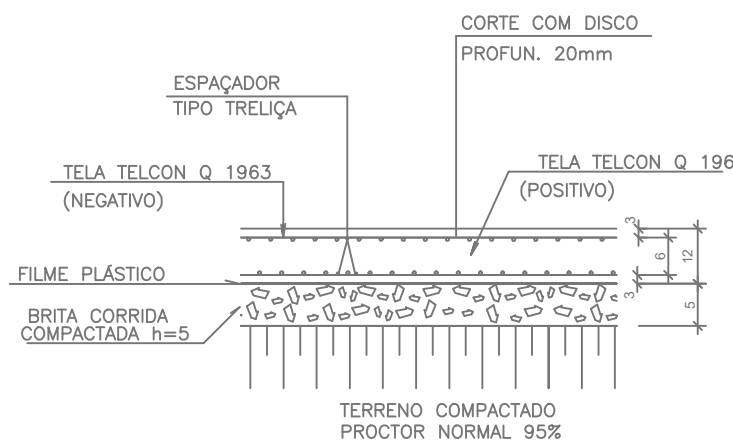 CORTE COM DISCO
PROFUN. 20mm
ESPAÇADOR
TIPO TRELIÇA
TELA TELCON Q 1963
(NEGATIVO)
TELA TELCON Q 196
(POSITIVO)
3
6
12
3
5
FILME PLÁSTICO
BRITA CORRIDA
COMPACTADA h=5
TERRENO COMPACTADO
PROCTOR NORMAL 95%